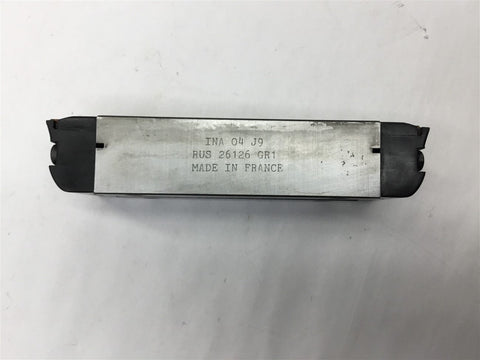 INA 04 J9
RUS 26126 GR1
MADE IN FRANCE